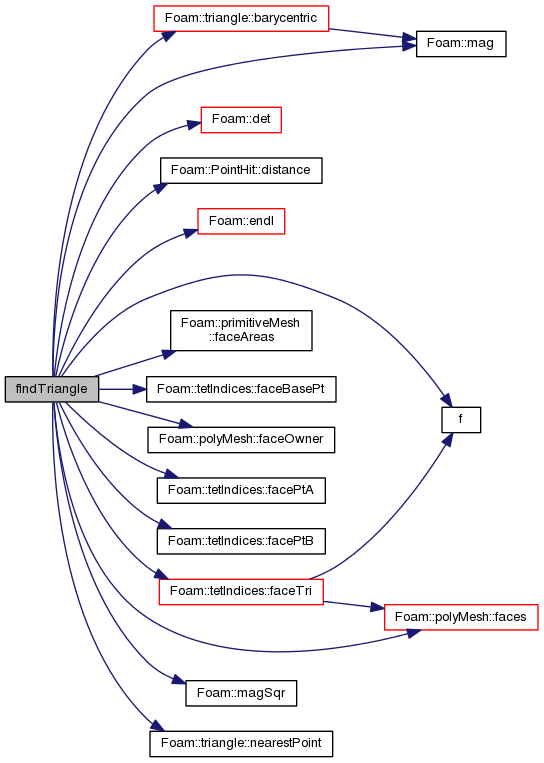 Foam::triangle::barycentric
Foam::mag
Foam::det
Foam::PointHit::distance
Foam::endl
Foam::primitiveMesh
::faceAreas
findTriangle
Foam::tetIndices::faceBasePt
f
Foam::polyMesh::faceOwner
Foam::tetIndices::facePtA
Foam::tetIndices::facePtB
Foam::tetIndices::faceTri
Foam::polyMesh::faces
Foam::magSqr
Foam::triangle::nearestPoint